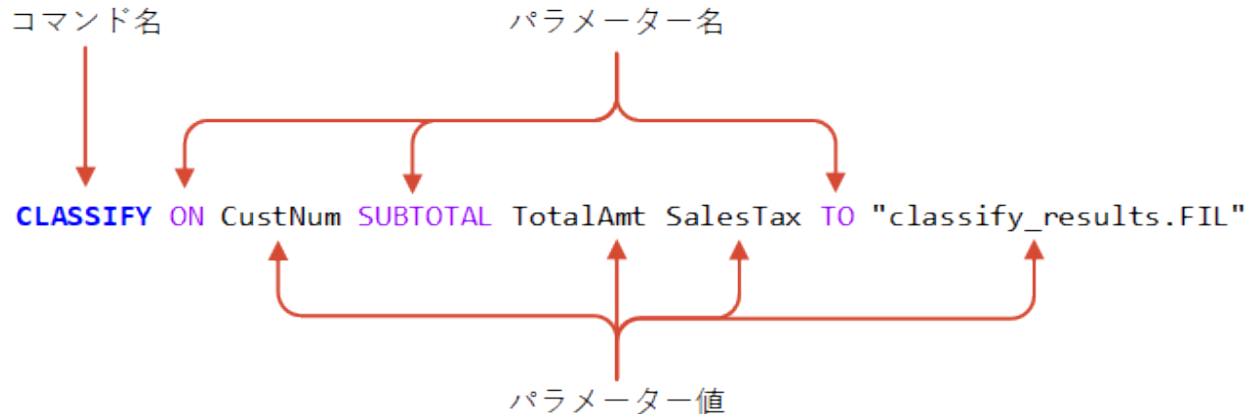 コマンド名 パラメーター名
CLASSIFY ON CustNum SUBTOTAL TotalAmt SalesTax TO "classify_results.FIL"
パラメーター値